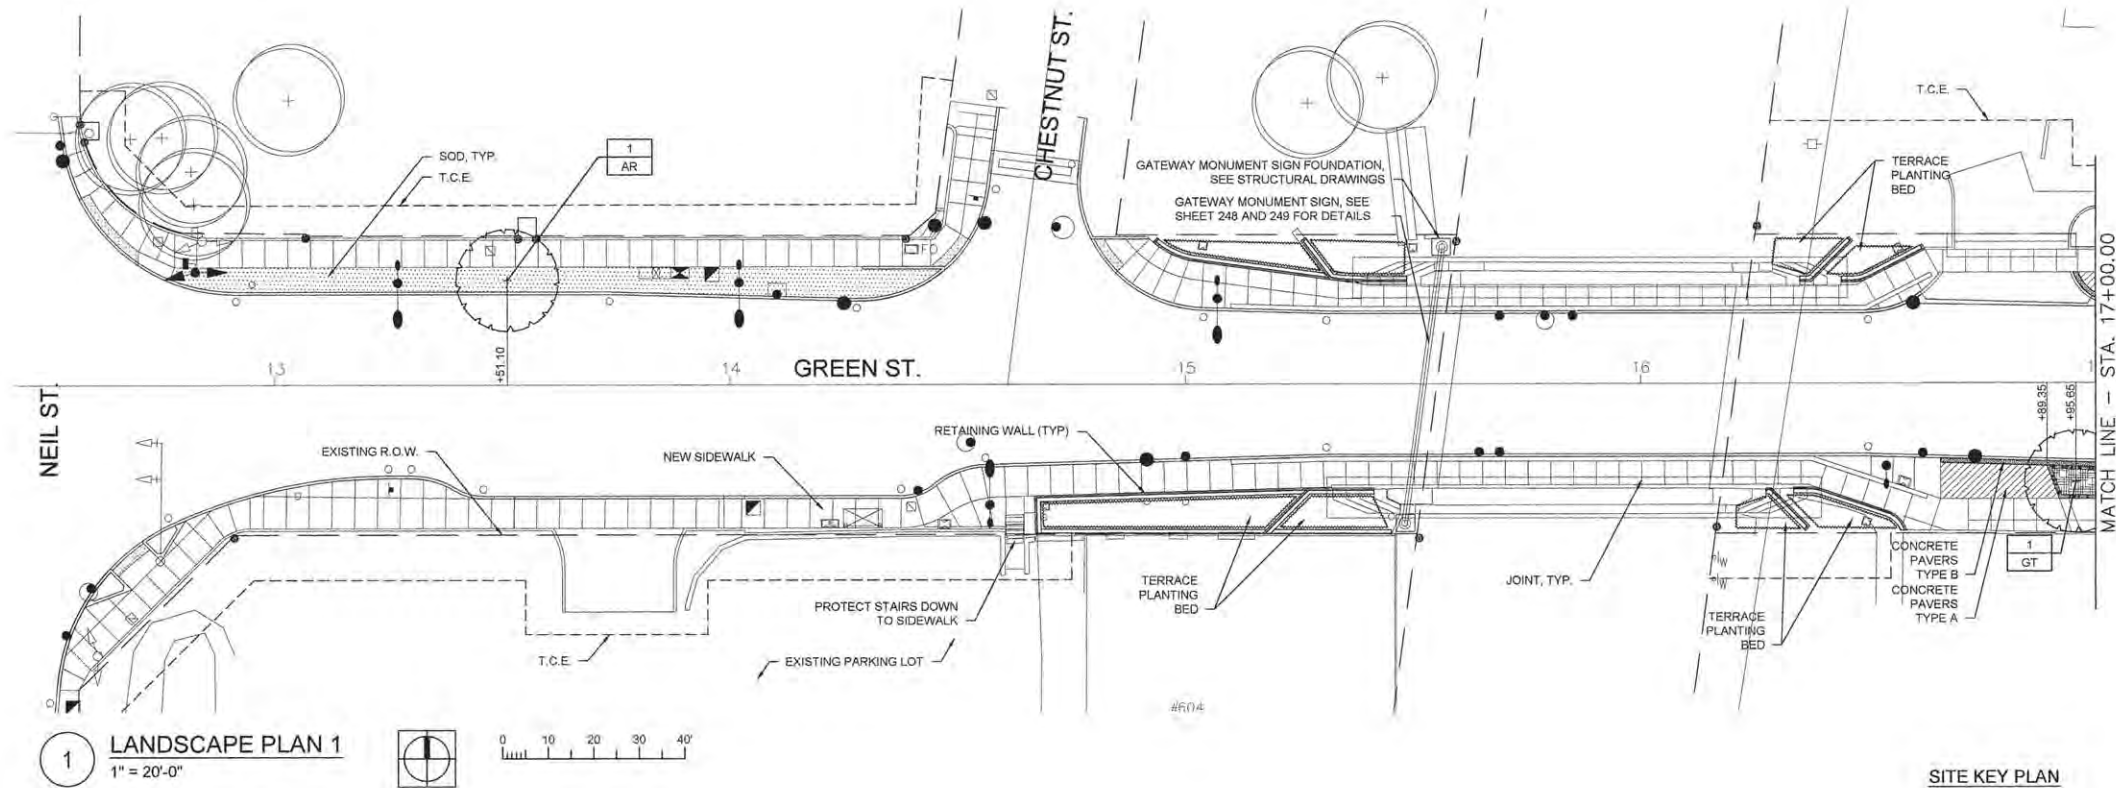 CHESTNUT ST.
T.C.E.
SOD, TYP.
T.C.E.
1
AR
GATEWAY MONUMENT SIGN FOUNDATION,
SEE STRUCTURAL DRAWINGS
GATEWAY MONUMENT SIGN, SEE
SHEET 248 AND 249 FOR DETAILS
TERRACE
PLANTING
BED
13
14
15
16
GREEN ST.
+51.10
NEIL ST.
MATCH LINE – STA. 17+00.00
+89.35
+95.65
EXISTING R.O.W.
NEW SIDEWALK
RETAINING WALL (TYP)
PROTECT STAIRS DOWN
TO SIDEWALK
TERRACE
PLANTING
BED
JOINT, TYP.
CONCRETE
PAVERS
TYPE B
CONCRETE
PAVERS
TYPE A
1
GT
TERRACE
PLANTING
BED
T.C.E.
EXISTING PARKING LOT
#604
1
LANDSCAPE PLAN 1
1" = 20'-0"
0 10 20 30 40'
SITE KEY PLAN